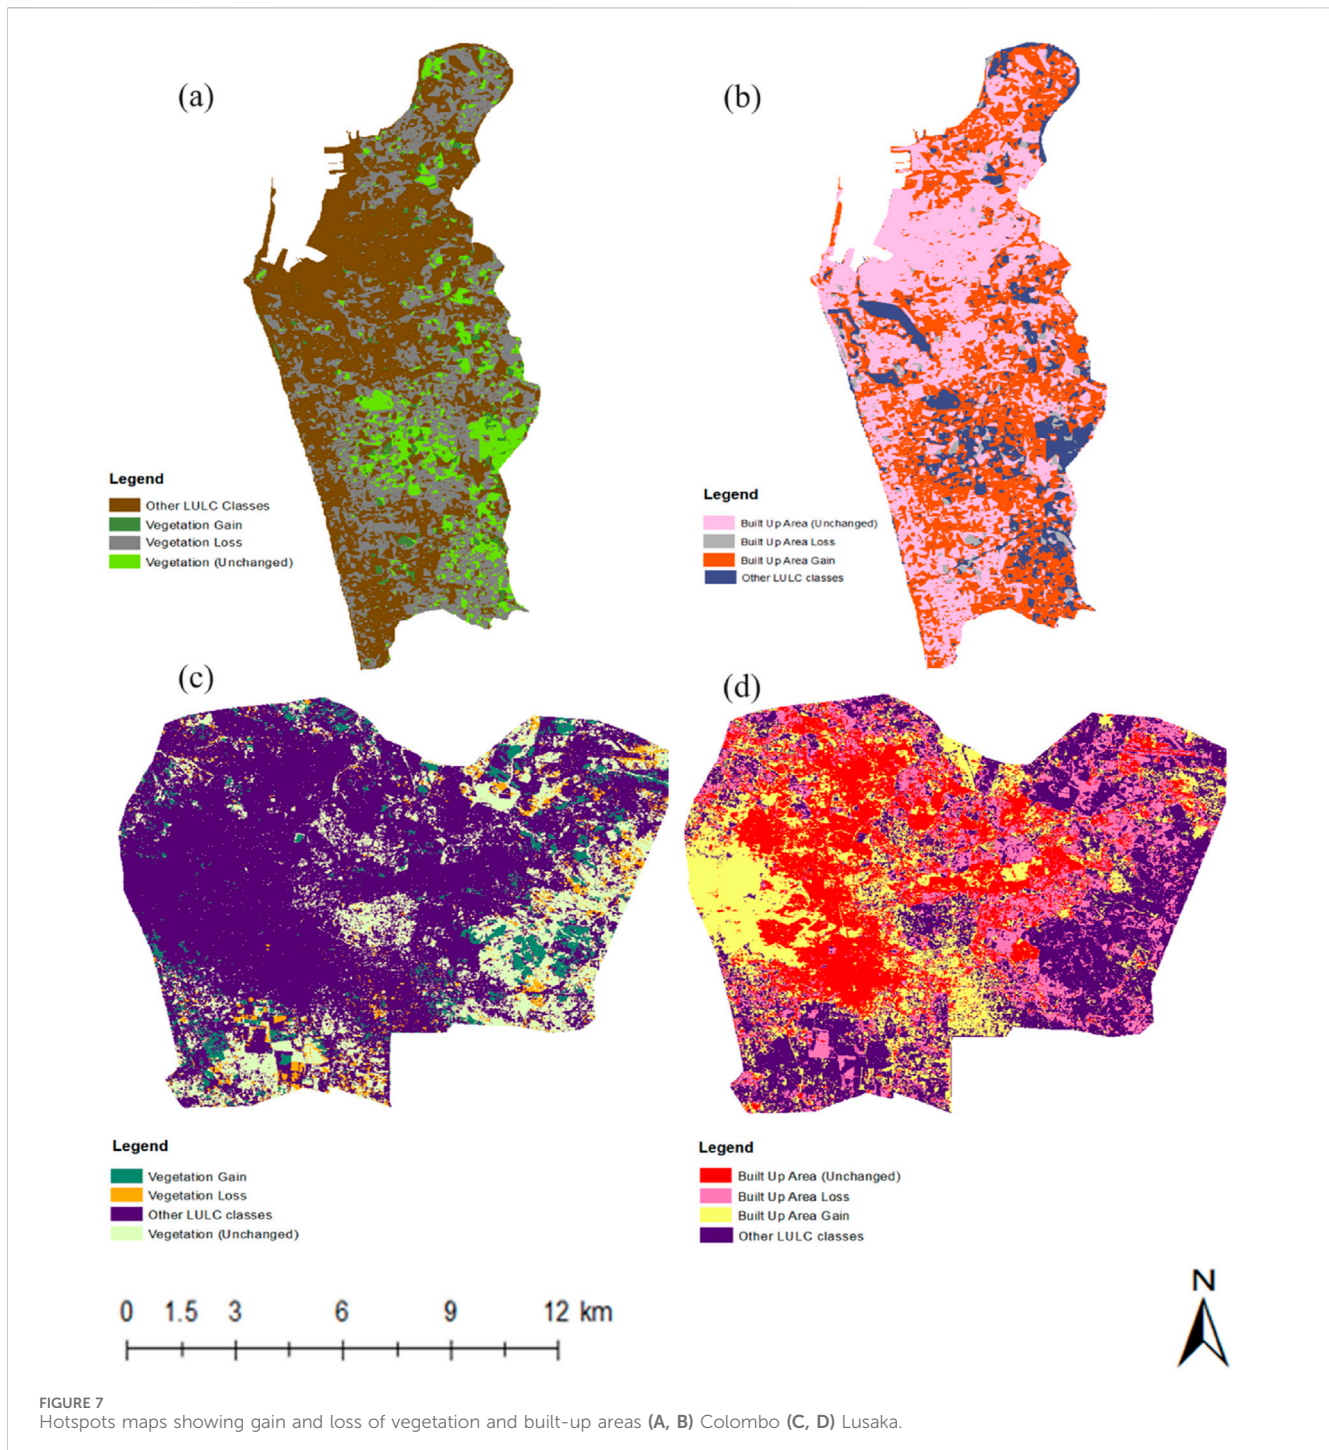 (a)
(b)
Legend
Other LULC Classes
Vegetation Gain
Vegetation Loss
Vegetation (Unchanged)
Legend
Built Up Area (Unchanged)
Built Up Area Loss
Built Up Area Gain
Other LULC classes
(c)
(d)
Legend
Vegetation Gain
Vegetation Loss
Other LULC classes
Vegetation (Unchanged)
Legend
Built Up Area (Unchanged)
Built Up Area Loss
Built Up Area Gain
Other LULC classes
0 1.5 3 6 9 12 km
N
FIGURE 7
Hotspots maps showing gain and loss of vegetation and built-up areas (A, B) Colombo (C, D) Lusaka.